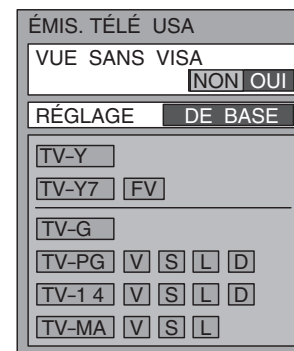 ÉMIS. TÉLÉ USA
VUE SANS VISA
NON OUI
RÉGLAGE DE BASE
TV-Y
TV-Y7 FV
TV-G
TV-PG V S L D
TV-1 4 V S L D
TV-MA V S L